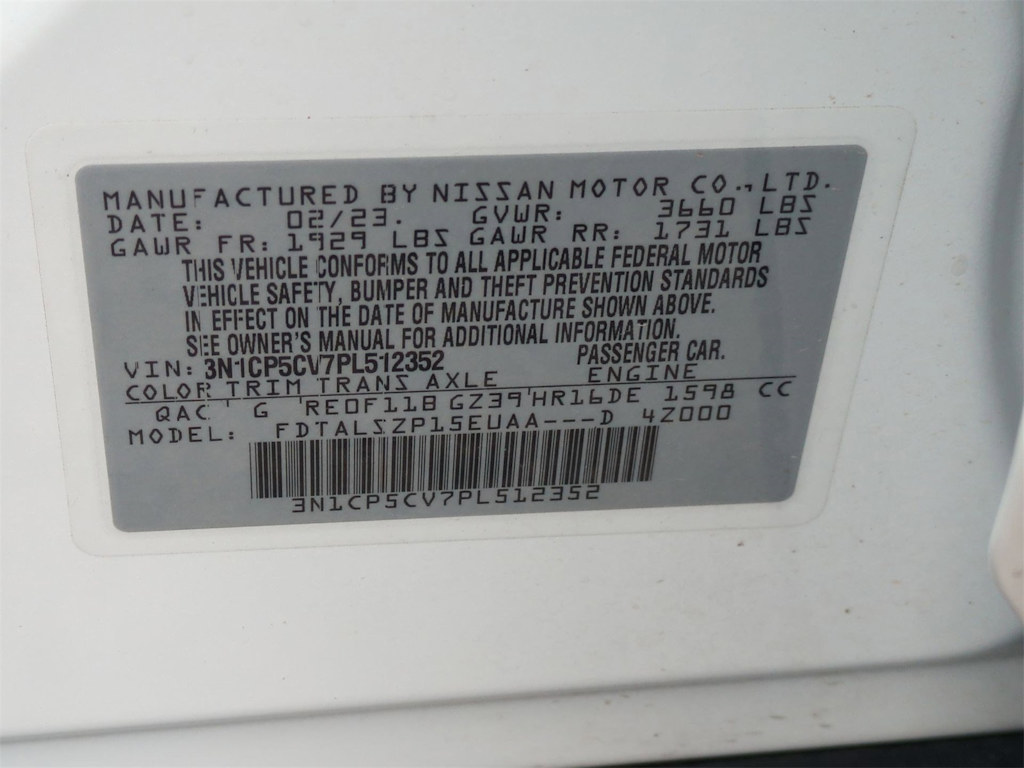 MANUFACTURED BY NISSAN MOTOR CO., LTD.
DATE: 02/23. GVWR: 3660 LBS
GAWR FR: 1929 LBS GAWR RR: 1731 LBS
THIS VEHICLE CONFORMS TO ALL APPLICABLE FEDERAL MOTOR
VEHICLE SAFETY, BUMPER AND THEFT PREVENTION STANDARDS
IN EFFECT ON THE DATE OF MANUFACTURE SHOWN ABOVE.
SEE OWNER'S MANUAL FOR ADDITIONAL INFORMATION.
VIN: 3N1CP5CV7PL512352 PASSENGER CAR.
COLOR TRIM TRANS AXLE ENGINE
QAC G RE0F11B GZ39 HR16DE 1598 CC
MODEL: FDTALSZP15EUAA---D 4Z000
3N1CP5CV7PL512352